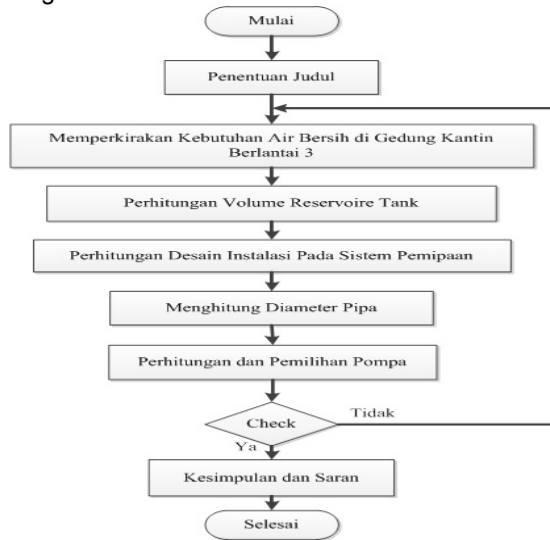 Mulai
Penentuan Judul
Memperkirakan Kebutuhan Air Bersih di Gedung Kantin
Berlantai 3
Perhitungan Volume Reservoire Tank
Perhitungan Desain Instalasi Pada Sistem Pemipaan
Menghitung Diameter Pipa
Perhitungan dan Pemilihan Pompa
Check
Tidak
Ya
Kesimpulan dan Saran
Selesai